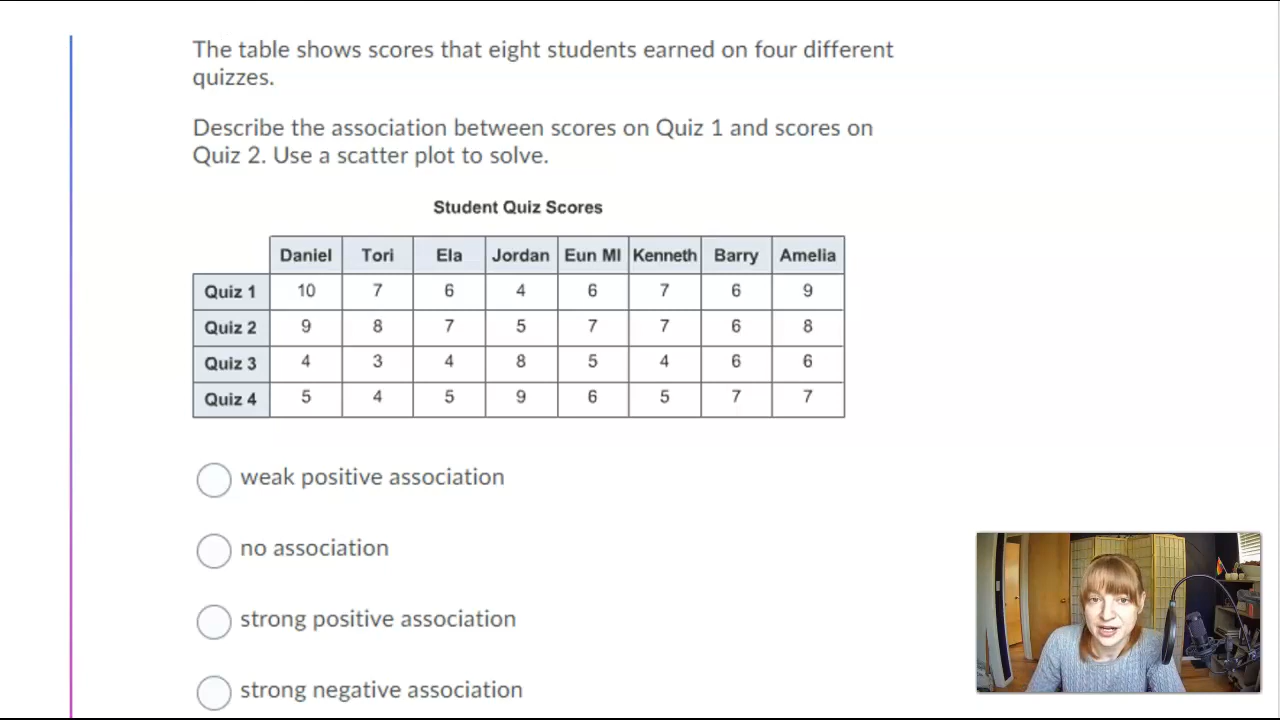 The table shows scores that eight students earned on four different
quizzes.
Describe the association between scores on Quiz 1 and scores on
Quiz 2. Use a scatter plot to solve.
Student Quiz Scores
Daniel Tori Ela Jordan Eun MI Kenneth Barry Amelia
Quiz 1 10 7 6 4 6 7 6 9
Quiz 2 9 8 7 5 7 7 6 8
Quiz 3 4 3 4 8 5 4 6 6
Quiz 4 5 4 5 9 6 5 7 7
weak positive association
no association
strong positive association
strong negative association